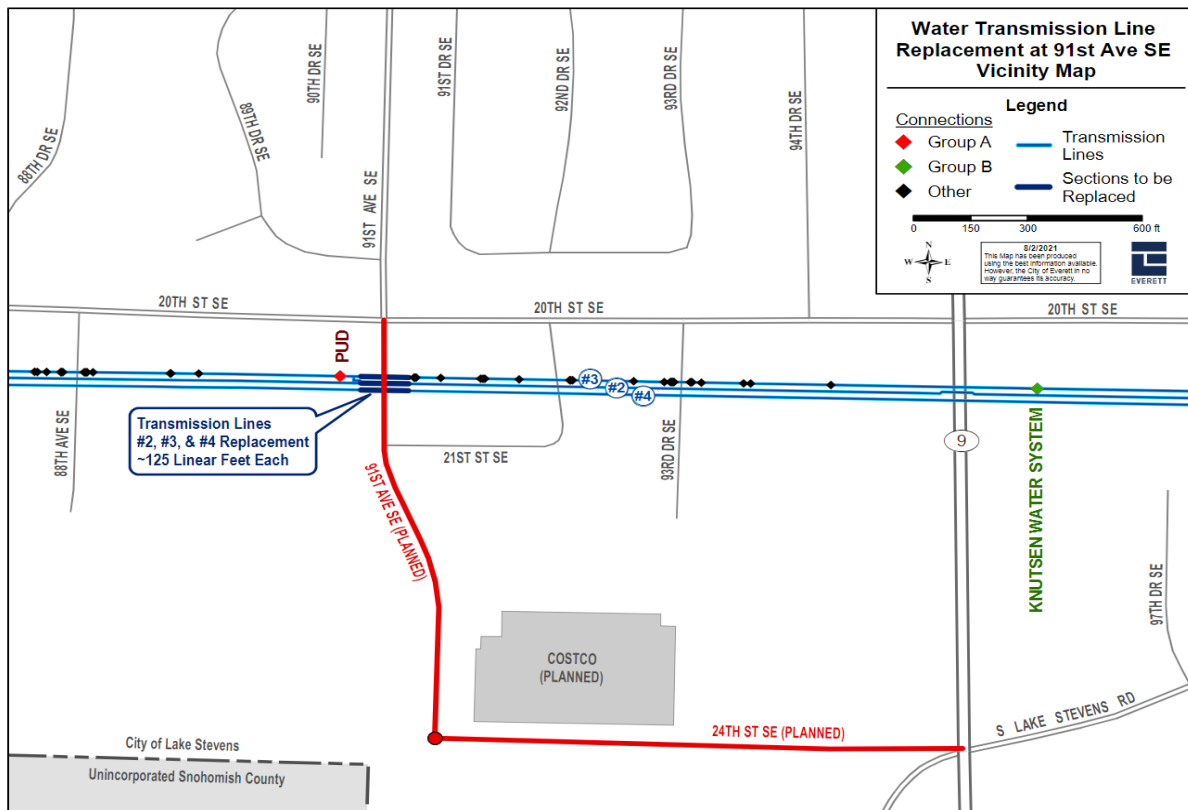 Water Transmission Line
Replacement at 91st Ave SE
Vicinity Map
Legend
Connections
Group A
Group B
Other
Transmission
Lines
Sections to be
Replaced
0
150
300
600 ft
N
W
E
S
8/2/2021
This Map has been produced
using the best information available.
However, the City of Everett in no
way guarantees its accuracy.
EVERETT
88TH DR SE
89TH DR SE
90TH DR SE
91ST AVE SE
91ST DR SE
92ND DR SE
93RD DR SE
94TH DR SE
20TH ST SE
20TH ST SE
20TH ST SE
PUD
#3
#2
#4
Transmission Lines
#2, #3, & #4 Replacement
~125 Linear Feet Each
88TH AVE SE
21ST ST SE
93RD DR SE
9
KNUTSEN WATER SYSTEM
91ST AVE SE (PLANNED)
97TH DR SE
COSTCO
(PLANNED)
24TH ST SE (PLANNED)
S LAKE STEVENS RD
City of Lake Stevens
Unincorporated Snohomish County